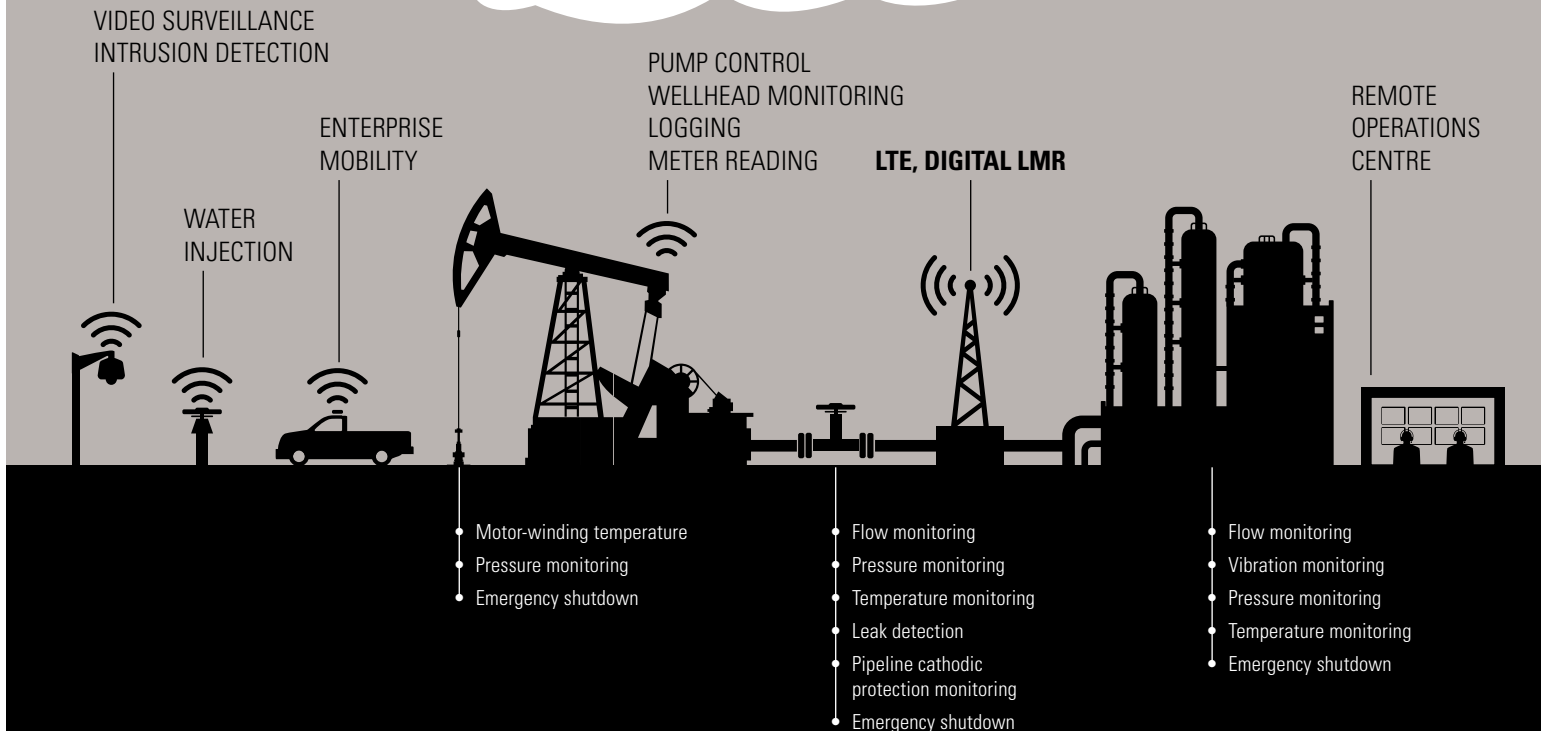 VIDEO SURVEILLANCE
INTRUSION DETECTION
WATER
INJECTION
ENTERPRISE
MOBILITY
PUMP CONTROL
WELLHEAD MONITORING
LOGGING
METER READING
LTE, DIGITAL LMR
REMOTE
OPERATIONS
CENTRE
Motor-winding temperature
Pressure monitoring
Emergency shutdown
Flow monitoring
Pressure monitoring
Temperature monitoring
Leak detection
Pipeline cathodic
protection monitoring
Emergency shutdown
Flow monitoring
Vibration monitoring
Pressure monitoring
Temperature monitoring
Emergency shutdown